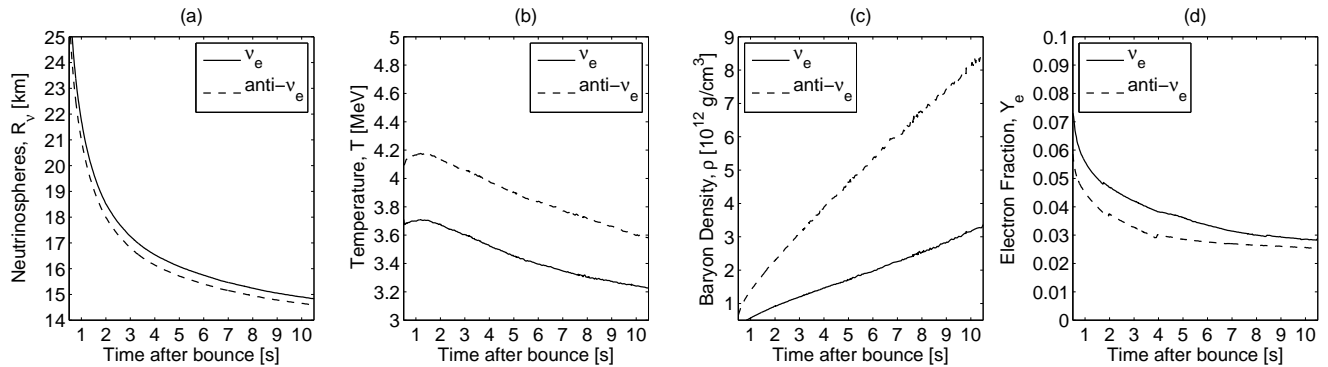 (a)
Neutrinospheres, R_ν [km]
25
24
23
22
21
20
19
18
17
16
15
14
1 2 3 4 5 6 7 8 9 10
Time after bounce [s]
ν_e
anti−ν_e
(b)
Temperature, T [MeV]
5
4.8
4.6
4.4
4.2
4
3.8
3.6
3.4
3.2
3
1 2 3 4 5 6 7 8 9 10
Time after bounce [s]
ν_e
anti−ν_e
(c)
Baryon Density, ρ [10^12 g/cm^3]
9
8
7
6
5
4
3
2
1
1 2 3 4 5 6 7 8 9 10
Time after bounce [s]
ν_e
anti−ν_e
(d)
Electron Fraction, Y_e
0.1
0.09
0.08
0.07
0.06
0.05
0.04
0.03
0.02
0.01
0
1 2 3 4 5 6 7 8 9 10
Time after bounce [s]
ν_e
anti−ν_e